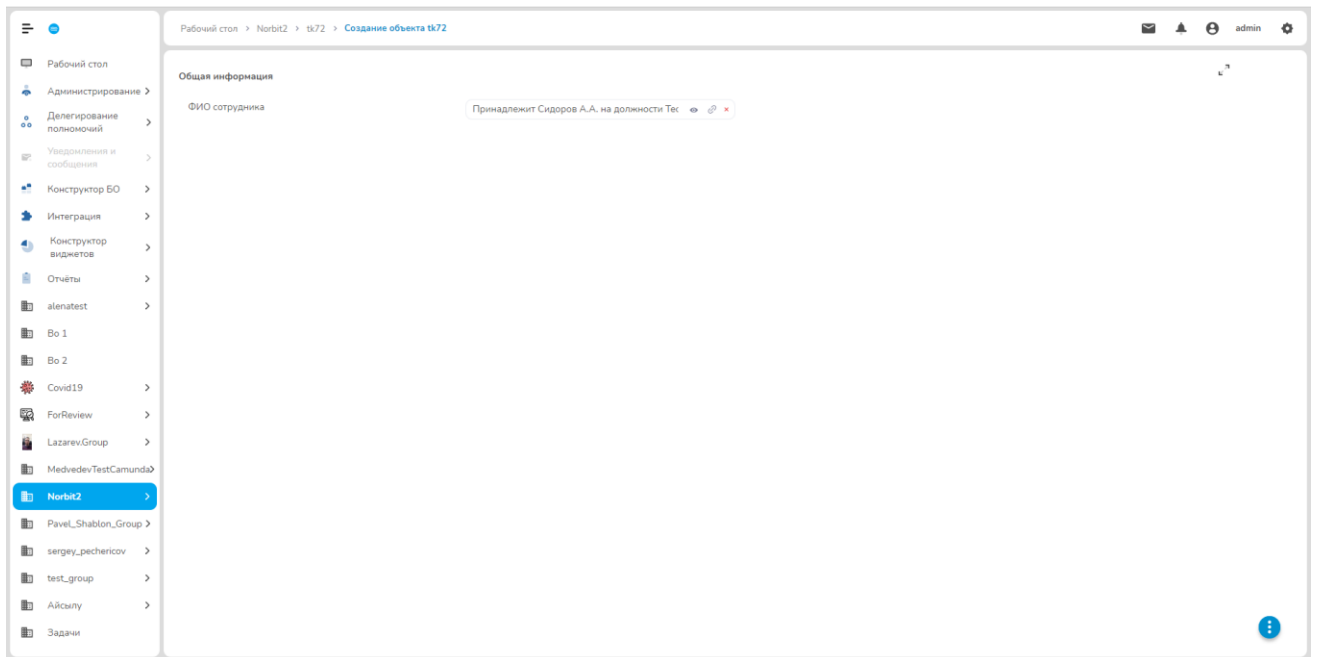 Рабочий стол > Norbit2 > tk72 > Создание объекта tk72
admin
Рабочий стол
Администрирование
Делегирование
полномочий
Уведомления и
сообщения
Конструктор БО
Интеграция
Конструктор
виджетов
Отчёты
alenatest
Bo 1
Bo 2
Covid19
ForReview
Lazarev.Group
MedvedevTestCamunda
Norbit2
Pavel_Shablon_Group
sergey_pechericov
test_group
Айсылу
Задачи
Общая информация
ФИО сотрудника
Принадлежит Сидоров А.А. на должности Тес